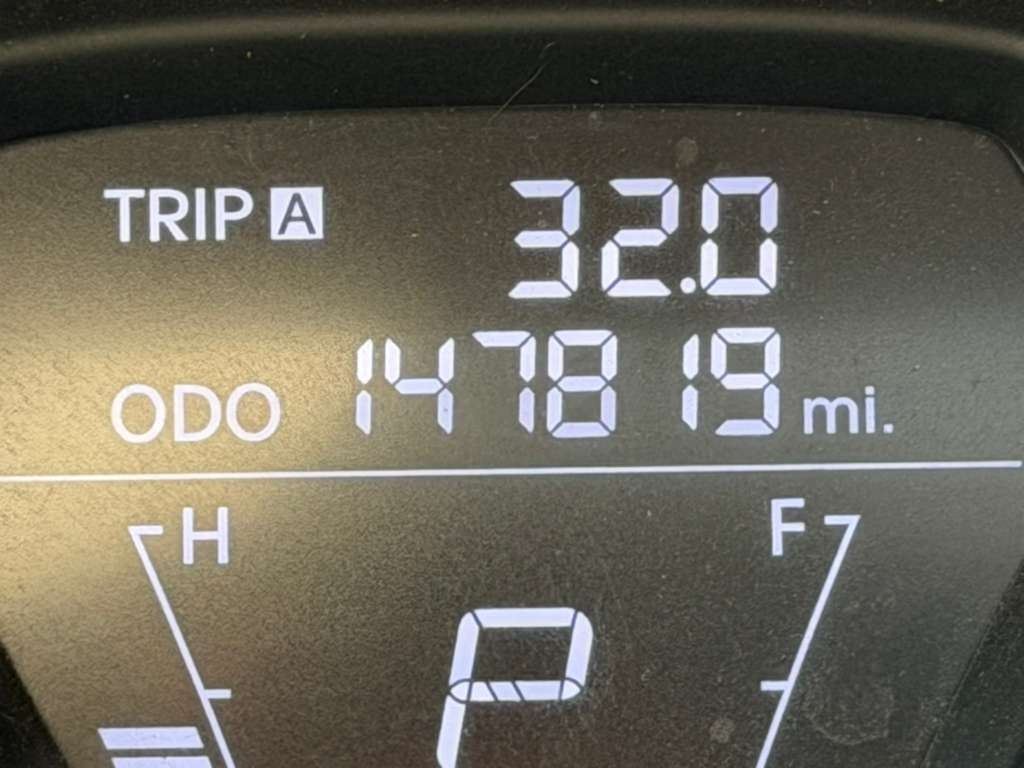 TRIP A 32.0
ODO 147819 mi.
H F
P